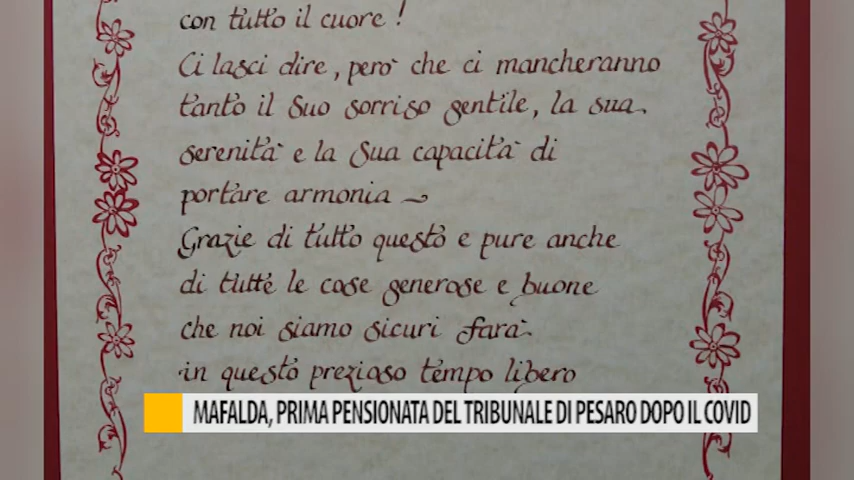 con tutto il cuore!
Ci lasci dire, però che ci mancheranno
tanto il Suo sorriso gentile, la sua
serenità e la Sua capacità di
portare armonia
Grazie di tutto questo e pure anche
di tutte le cose generose e buone
che noi siamo sicuri farà
in questo prezioso tempo libero
MAFALDA, PRIMA PENSIONATA DEL TRIBUNALE DI PESARO DOPO IL COVID